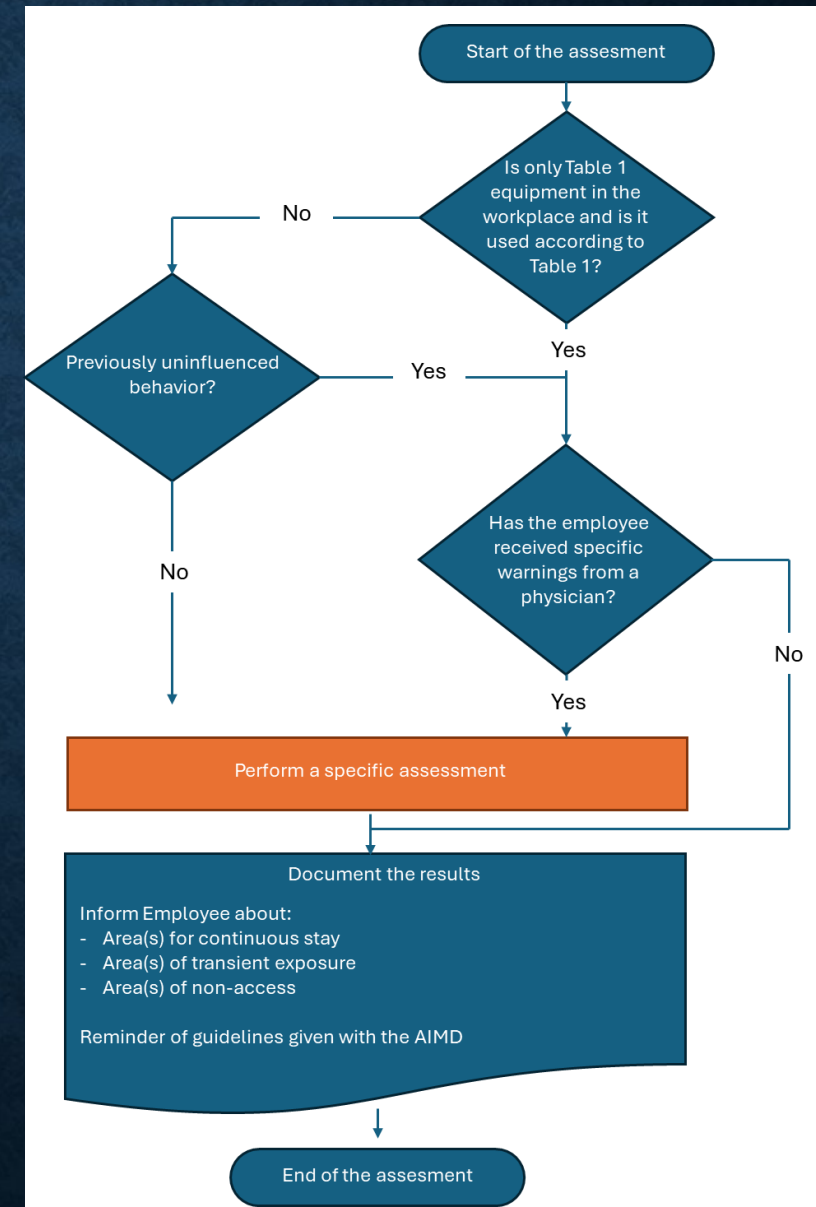 Start of the assesment
Is only Table 1
equipment in the
workplace and is it
used according to
Table 1?
No
Yes
Previously uninfluenced
behavior?
Yes
Has the employee
received specific
warnings from a
physician?
No
No
Yes
Perform a specific assessment
Document the results
Inform Employee about:
- Area(s) for continuous stay
- Area(s) of transient exposure
- Area(s) of non-access
Reminder of guidelines given with the AIMD
End of the assesment